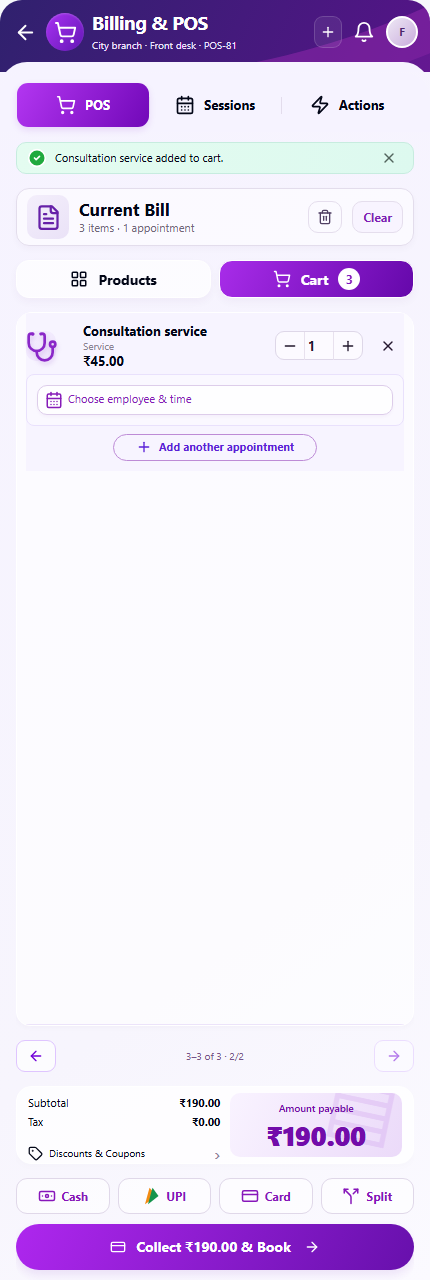 Billing & POS
City branch · Front desk · POS-81
F
POS
Sessions
Actions
Consultation service added to cart.
Current Bill
3 items · 1 appointment
Clear
Products
Cart 3
Consultation service
Service
₹45.00
1
Choose employee & time
Add another appointment
3–3 of 3 · 2/2
Subtotal ₹190.00
Tax ₹0.00
Discounts & Coupons
Amount payable
₹190.00
Cash
UPI
Card
Split
Collect ₹190.00 & Book